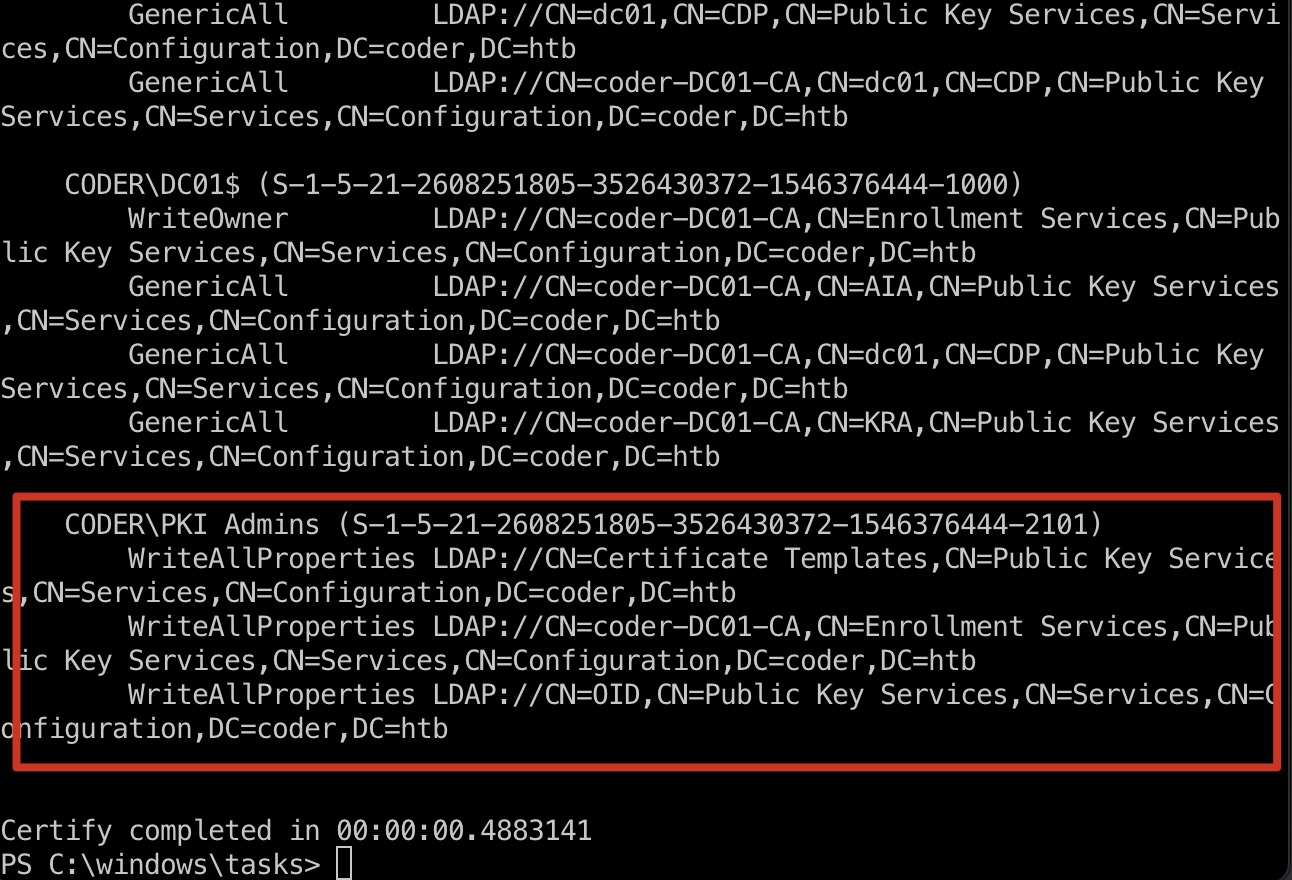 GenericAll LDAP://CN=dc01,CN=CDP,CN=Public Key Services,CN=Servi
ces,CN=Configuration,DC=coder,DC=htb
GenericAll LDAP://CN=coder-DC01-CA,CN=dc01,CN=CDP,CN=Public Key
Services,CN=Services,CN=Configuration,DC=coder,DC=htb
CODER\DC01$ (S-1-5-21-2608251805-3526430372-1546376444-1000)
WriteOwner LDAP://CN=coder-DC01-CA,CN=Enrollment Services,CN=Pub
lic Key Services,CN=Services,CN=Configuration,DC=coder,DC=htb
GenericAll LDAP://CN=coder-DC01-CA,CN=AIA,CN=Public Key Services
,CN=Services,CN=Configuration,DC=coder,DC=htb
GenericAll LDAP://CN=coder-DC01-CA,CN=dc01,CN=CDP,CN=Public Key
Services,CN=Services,CN=Configuration,DC=coder,DC=htb
GenericAll LDAP://CN=coder-DC01-CA,CN=KRA,CN=Public Key Services
,CN=Services,CN=Configuration,DC=coder,DC=htb
CODER\PKI Admins (S-1-5-21-2608251805-3526430372-1546376444-2101)
WriteAllProperties LDAP://CN=Certificate Templates,CN=Public Key Service
s,CN=Services,CN=Configuration,DC=coder,DC=htb
WriteAllProperties LDAP://CN=coder-DC01-CA,CN=Enrollment Services,CN=Pub
lic Key Services,CN=Services,CN=Configuration,DC=coder,DC=htb
WriteAllProperties LDAP://CN=OID,CN=Public Key Services,CN=Services,CN=C
onfiguration,DC=coder,DC=htb
Certify completed in 00:00:00.4883141
PS C:\windows\tasks>